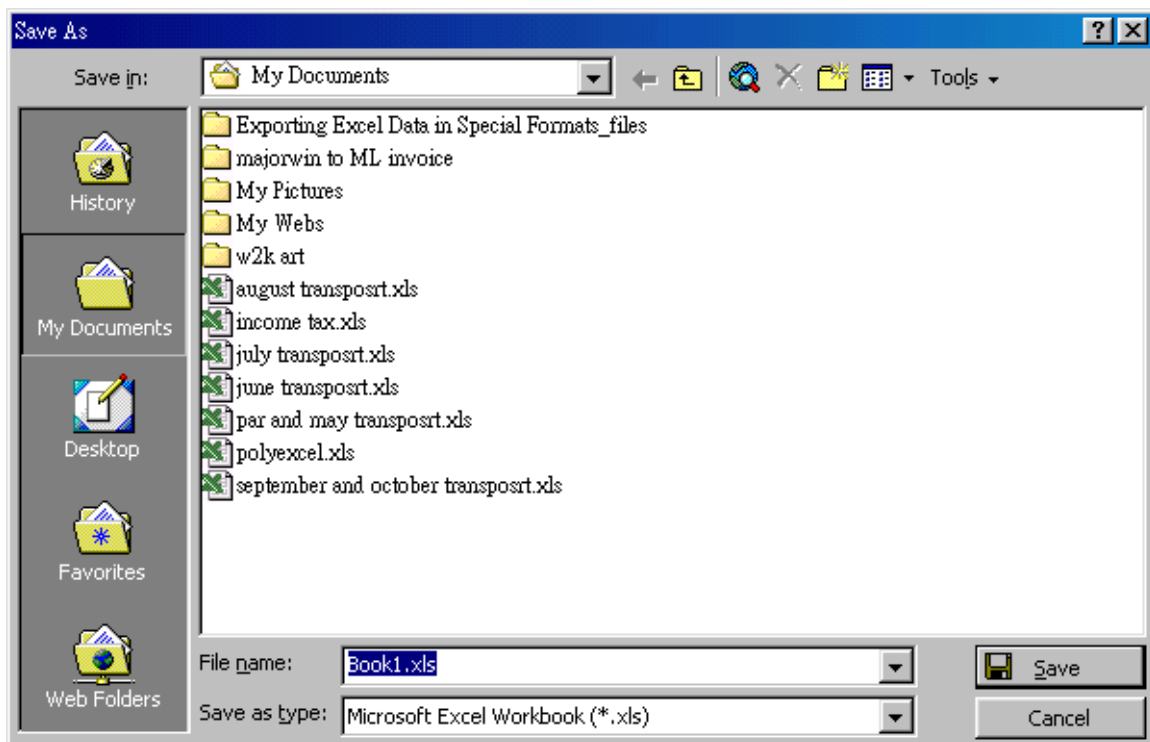 Save As
Save in:
My Documents
Tools
History
My Documents
Desktop
Favorites
Web Folders
Exporting Excel Data in Special Formats_files
majorwin to ML invoice
My Pictures
My Webs
w2k art
august transposrt.xls
income tax.xls
july transposrt.xls
june transposrt.xls
par and may transposrt.xls
polyexcel.xls
september and october transposrt.xls
File name:
Book1.xls
Save
Save as type:
Microsoft Excel Workbook (*.xls)
Cancel